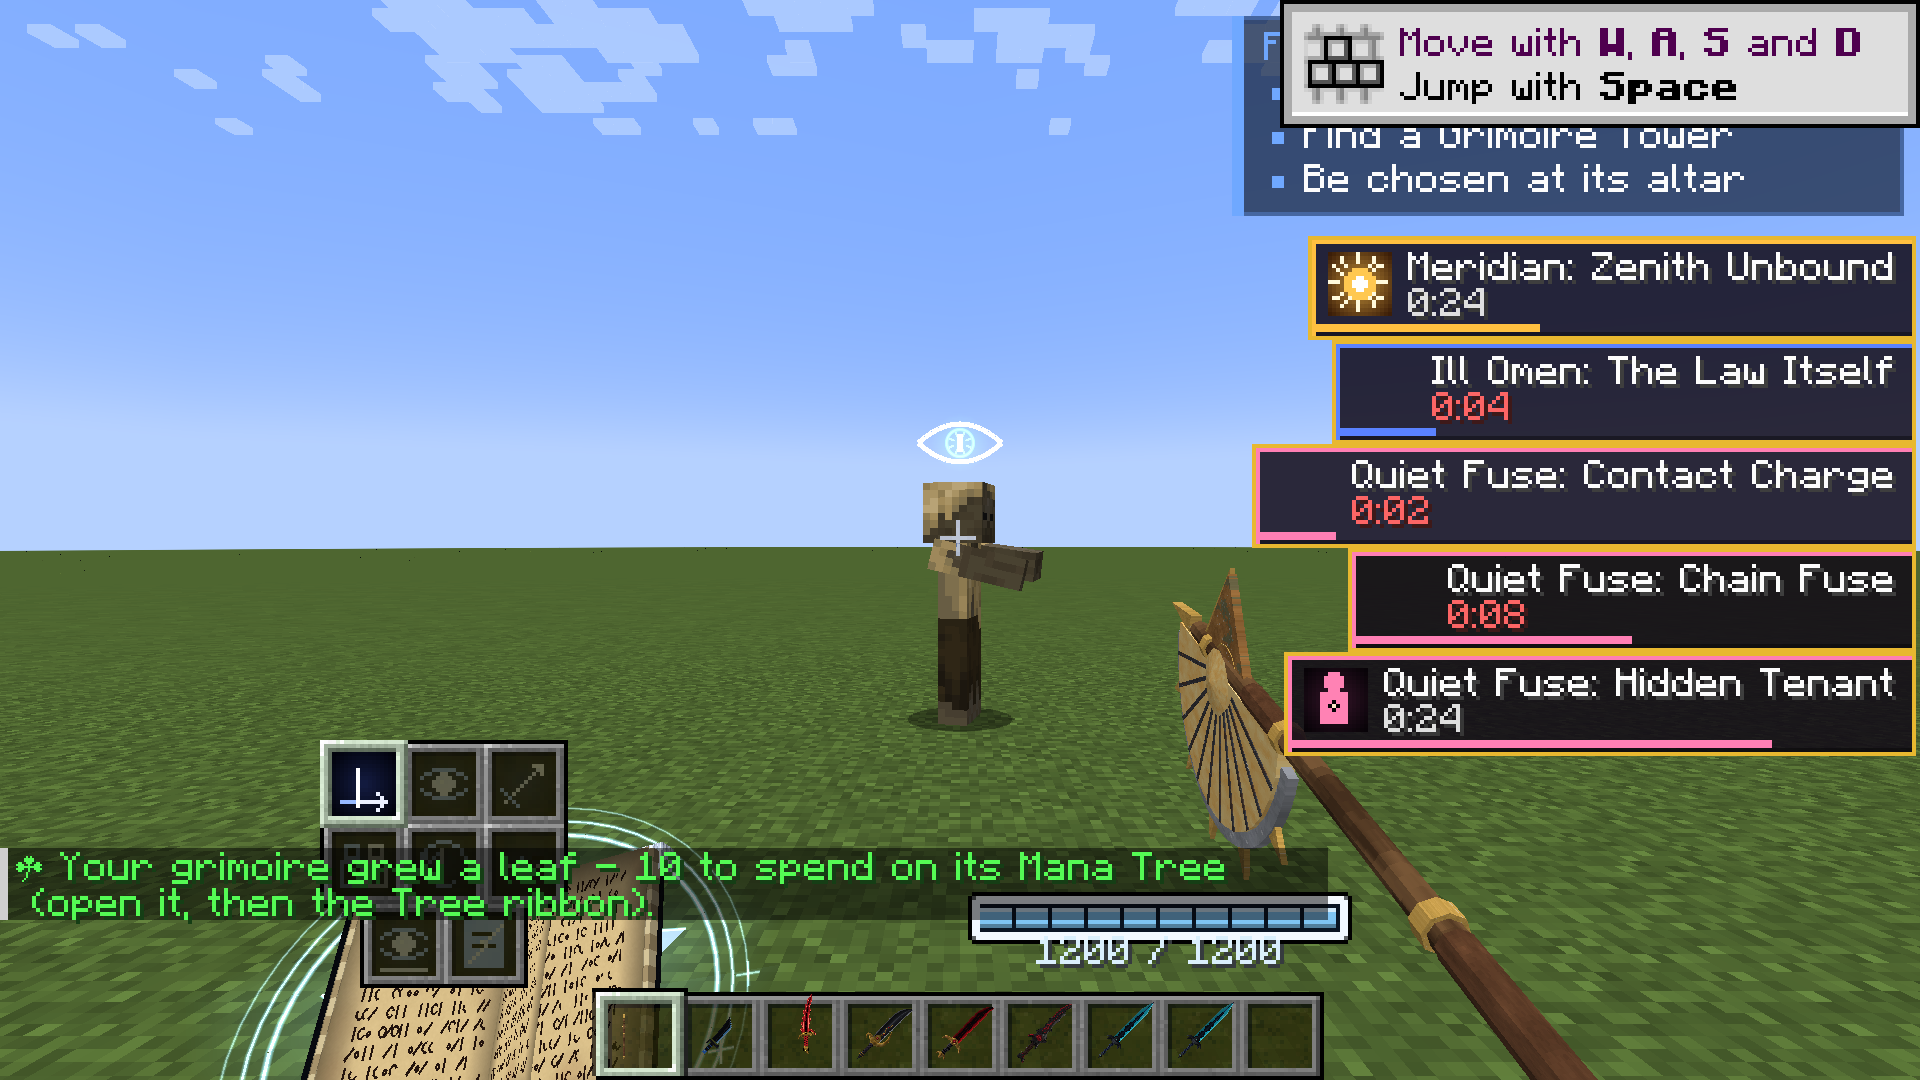 Move with W, A, S and D
Jump with Space
Find a Grimoire Tower
Be chosen at its altar
Meridian: Zenith Unbound
0:24
Ill Omen: The Law Itself
0:04
Quiet Fuse: Contact Charge
0:02
Quiet Fuse: Chain Fuse
0:08
Quiet Fuse: Hidden Tenant
0:24
Your grimoire grew a leaf — 10 to spend on its Mana Tree
(open it, then the Tree ribbon).
1200 / 1200